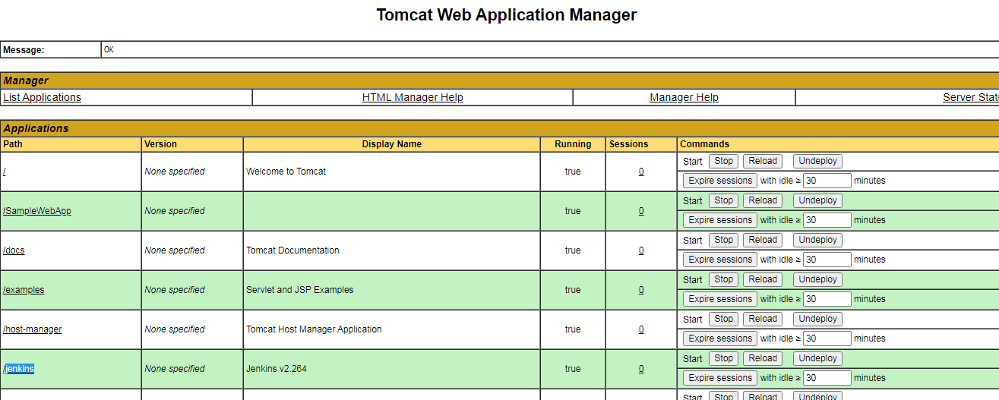 Tomcat Web Application Manager
Message: OK
Manager
List Applications HTML Manager Help Manager Help Server Stat
Applications
Path Version Display Name Running Sessions Commands
/ None specified Welcome to Tomcat true 0 Start Stop Reload Undeploy
Expire sessions with idle ≥ 30 minutes
/SampleWebApp None specified true 0 Start Stop Reload Undeploy
Expire sessions with idle ≥ 30 minutes
/docs None specified Tomcat Documentation true 0 Start Stop Reload Undeploy
Expire sessions with idle ≥ 30 minutes
/examples None specified Servlet and JSP Examples true 0 Start Stop Reload Undeploy
Expire sessions with idle ≥ 30 minutes
/host-manager None specified Tomcat Host Manager Application true 0 Start Stop Reload Undeploy
Expire sessions with idle ≥ 30 minutes
/jenkins None specified Jenkins v2.264 true 0 Start Stop Reload Undeploy
Expire sessions with idle ≥ 30 minutes
Start Stop Reload Undeploy